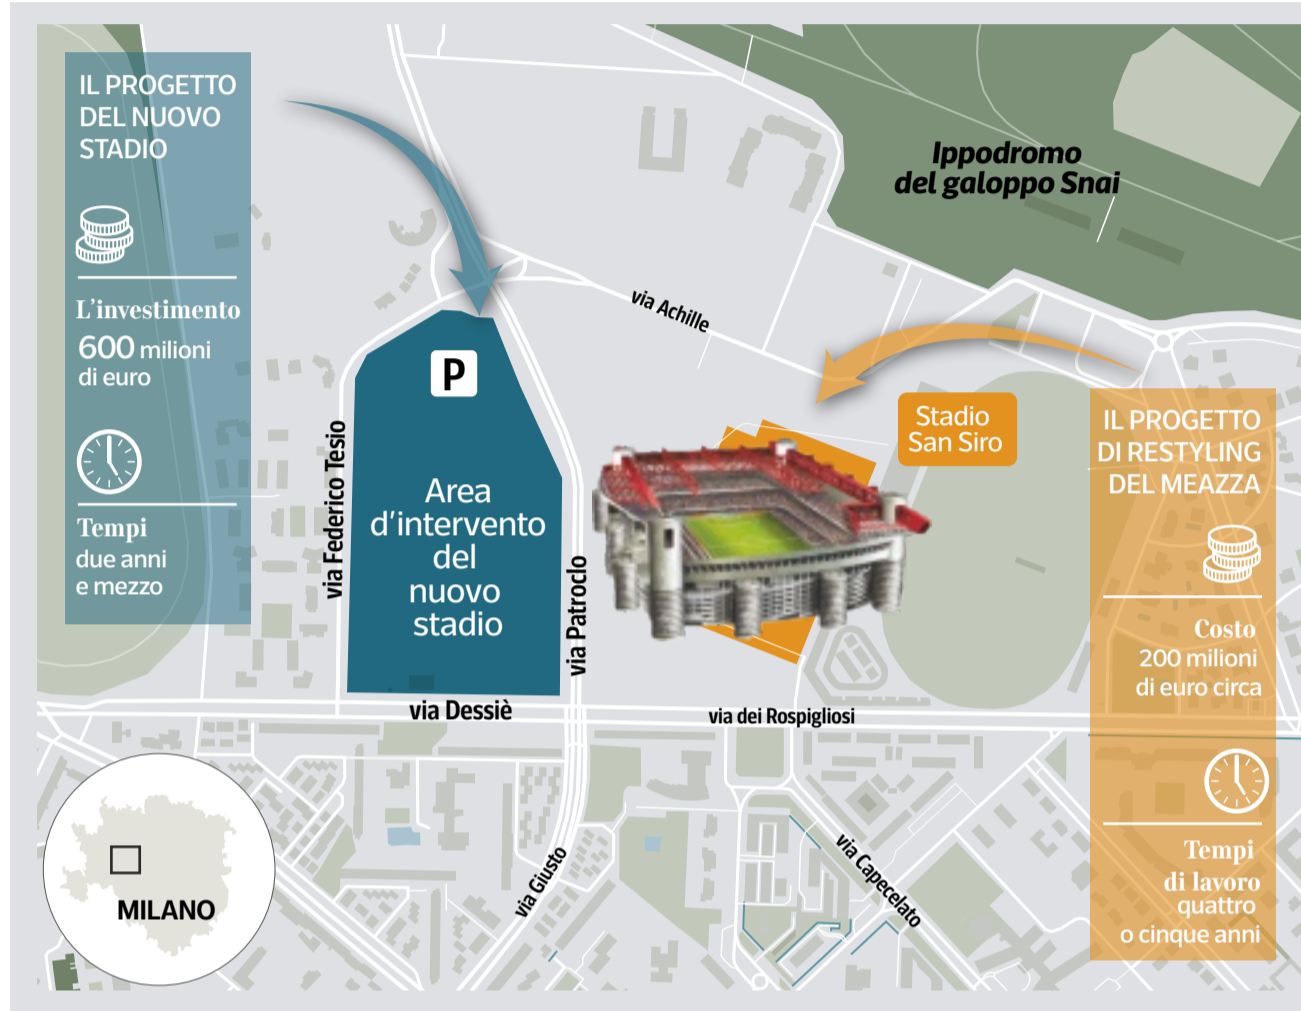 IL PROGETTO
DEL NUOVO
STADIO
L'investimento
600 milioni
di euro
Tempi
due anni
e mezzo
Ippodromo
del galoppo Snai
via Achille
P
Area
d'intervento
del
nuovo
stadio
via Federico Tesio
via Patroclo
via Dessiè
Stadio
San Siro
IL PROGETTO
DI RESTYLING
DEL MEAZZA
Costo
200 milioni
di euro circa
Tempi
di lavoro
quattro
o cinque anni
via dei Rospigliosi
via Giusto
via Capecelato
MILANO